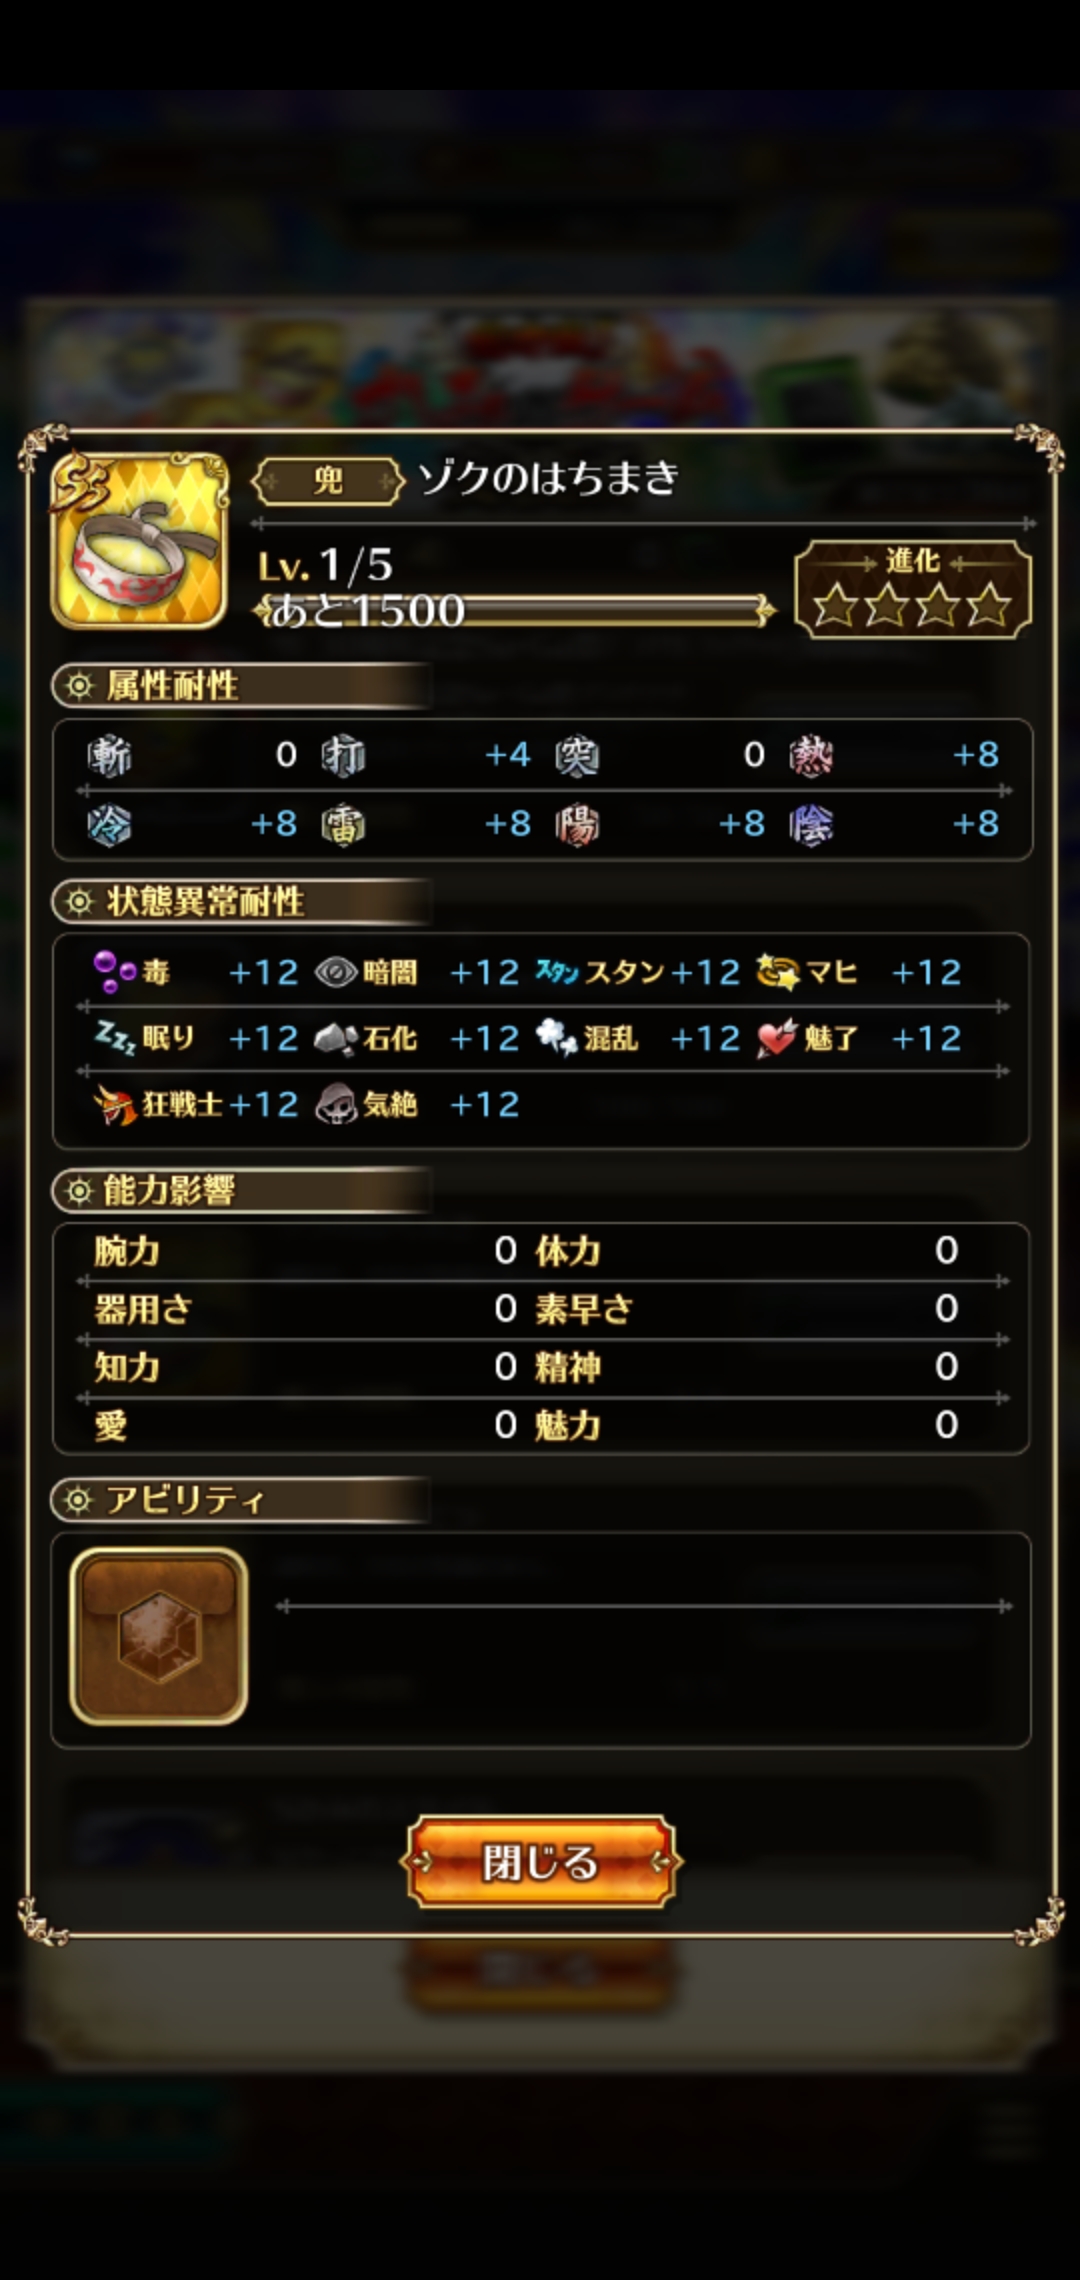 SS
兜 ゾクのはちまき
Lv. 1/5
あと1500
進化
属性耐性
斬 0 打 +4 突 0 熱 +8
冷 +8 雷 +8 陽 +8 陰 +8
状態異常耐性
毒 +12 暗闇 +12 スタン スタン +12 マヒ +12
zzz 眠り +12 石化 +12 混乱 +12 魅了 +12
狂戦士 +12 気絶 +12
能力影響
腕力 0 体力 0
器用さ 0 素早さ 0
知力 0 精神 0
愛 0 魅力 0
アビリティ
閉じる